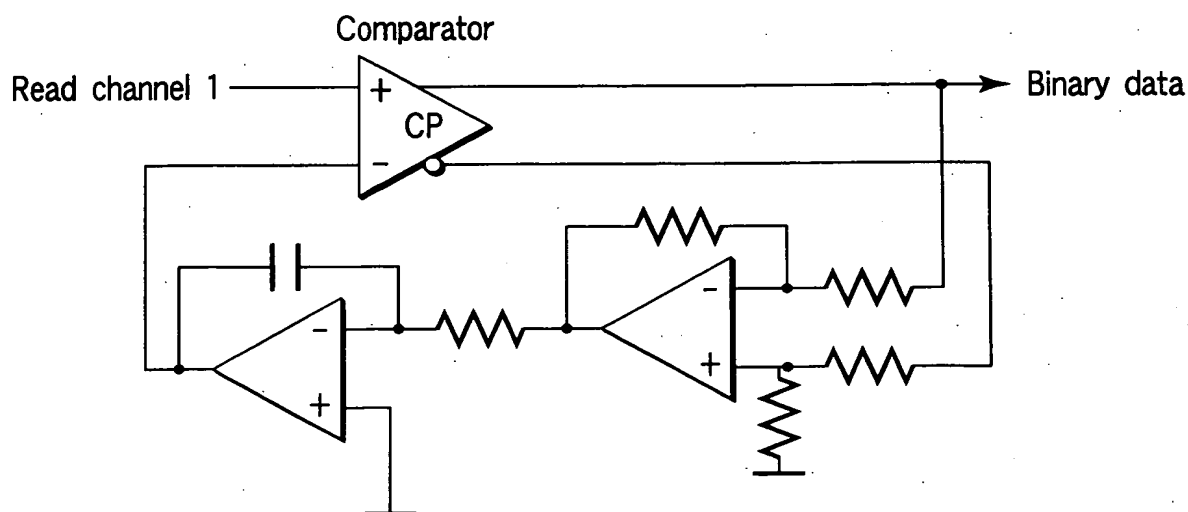 Comparator
Read channel 1
+
CP
-
Binary data
-
+
-
+